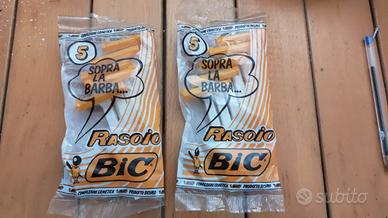 5
SOPRA
LA
BARBA...
RASOIO
BIC
5
SOPRA
LA
BARBA...
RASOIO
BIC
subito